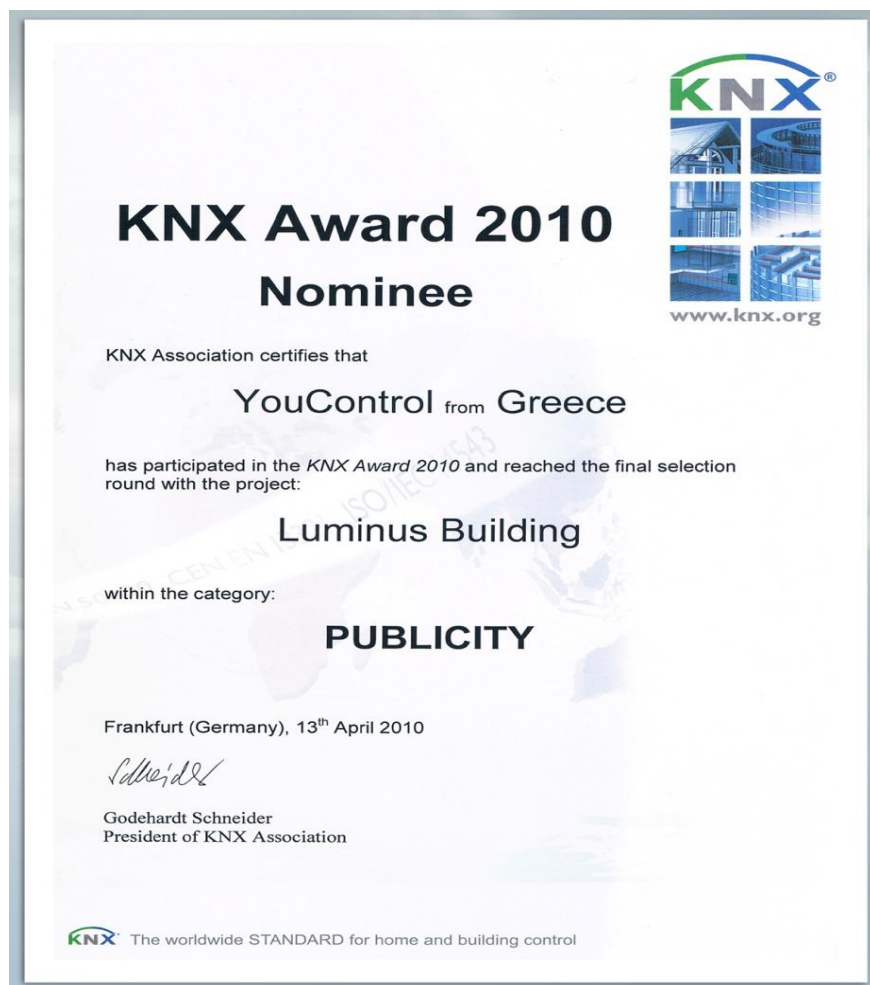 KNX®
KNX Award 2010
Nominee
www.knx.org
KNX Association certifies that
YouControl from Greece
has participated in the KNX Award 2010 and reached the final selection
round with the project:
Luminus Building
within the category:
PUBLICITY
Frankfurt (Germany), 13th April 2010
Schneider
Godehardt Schneider
President of KNX Association
KNX The worldwide STANDARD for home and building control